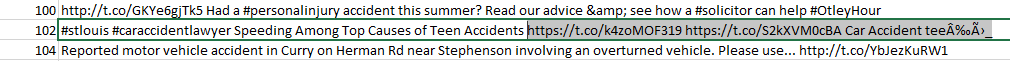 100 http://t.co/GKYe6gjTk5 Had a #personalinjury accident this summer? Read our advice &amp; see how a #solicitor can help #OtleyHour
102 #stlouis #caraccidentlawyer Speeding Among Top Causes of Teen Accidents https://t.co/k4zoMOF319 https://t.co/S2kXVM0cBA Car Accident teeÃ‰Ã›_
104 Reported motor vehicle accident in Curry on Herman Rd near Stephenson involving an overturned vehicle. Please use... http://t.co/YbJezKuRW1